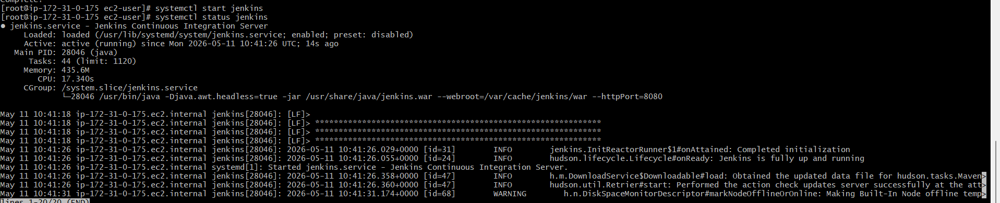 Complete!
[root@ip-172-31-0-175 ec2-user]# systemctl start jenkins
[root@ip-172-31-0-175 ec2-user]# systemctl status jenkins
● jenkins.service - Jenkins Continuous Integration Server
     Loaded: loaded (/usr/lib/systemd/system/jenkins.service; enabled; preset: disabled)
     Active: active (running) since Mon 2026-05-11 10:41:26 UTC; 14s ago
   Main PID: 28046 (java)
      Tasks: 44 (limit: 1120)
     Memory: 435.6M
        CPU: 17.340s
     CGroup: /system.slice/jenkins.service
             └─28046 /usr/bin/java -Djava.awt.headless=true -jar /usr/share/java/jenkins.war --webroot=/var/cache/jenkins/war --httpPort=8080
May 11 10:41:18 ip-172-31-0-175.ec2.internal jenkins[28046]: [LF]>
May 11 10:41:18 ip-172-31-0-175.ec2.internal jenkins[28046]: [LF]> *************************************************************
May 11 10:41:18 ip-172-31-0-175.ec2.internal jenkins[28046]: [LF]> *************************************************************
May 11 10:41:18 ip-172-31-0-175.ec2.internal jenkins[28046]: [LF]> *************************************************************
May 11 10:41:26 ip-172-31-0-175.ec2.internal jenkins[28046]: 2026-05-11 10:41:26.029+0000 [id=31]        INFO        jenkins.InitReactorRunner$1#onAttained: Completed initialization
May 11 10:41:26 ip-172-31-0-175.ec2.internal jenkins[28046]: 2026-05-11 10:41:26.055+0000 [id=24]        INFO        hudson.lifecycle.Lifecycle#onReady: Jenkins is fully up and running
May 11 10:41:26 ip-172-31-0-175.ec2.internal systemd[1]: Started jenkins.service - Jenkins Continuous Integration Server.
May 11 10:41:26 ip-172-31-0-175.ec2.internal jenkins[28046]: 2026-05-11 10:41:26.358+0000 [id=47]        INFO        h.m.DownloadService$Downloadable#load: Obtained the updated data file for hudson.tasks.Maven>
May 11 10:41:26 ip-172-31-0-175.ec2.internal jenkins[28046]: 2026-05-11 10:41:26.360+0000 [id=47]        INFO        hudson.util.Retrier#start: Performed the action check updates server successfully at the att>
May 11 10:41:31 ip-172-31-0-175.ec2.internal jenkins[28046]: 2026-05-11 10:41:31.174+0000 [id=68]        WARNING        h.n.DiskSpaceMonitorDescriptor#markNodeOfflineOrOnline: Making Built-In Node offline temp>
lines 1-20/20 (END)